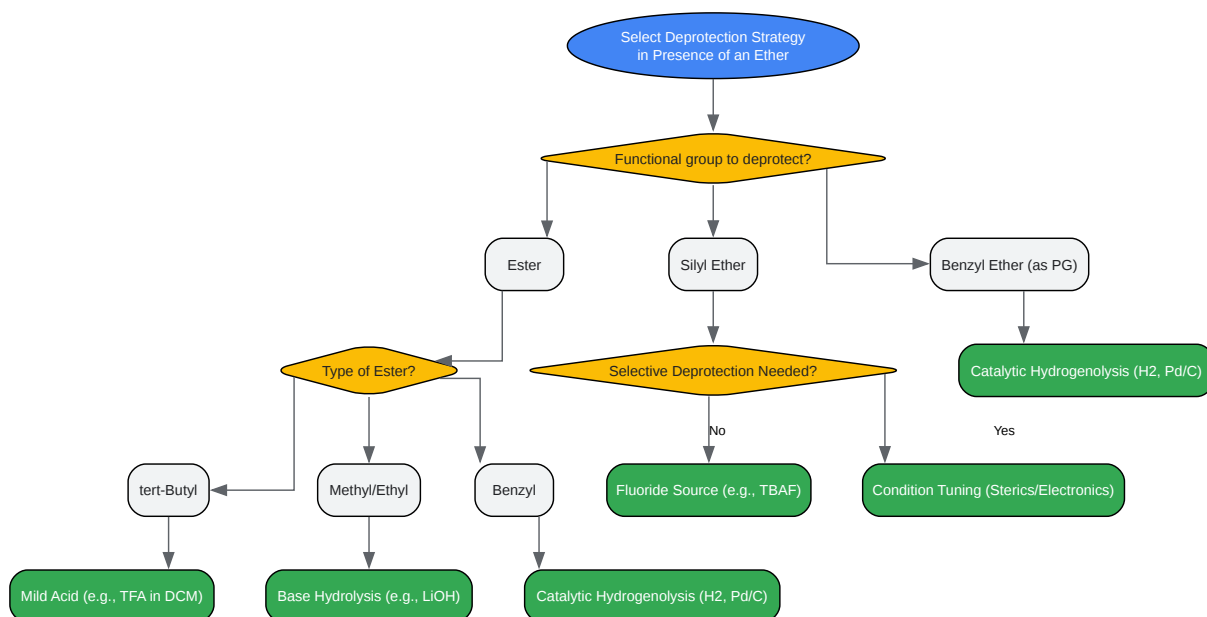 Select Deprotection Strategy
in Presence of an Ether
Functional group to deprotect?
Ester
Silyl Ether
Benzyl Ether (as PG)
Type of Ester?
Selective Deprotection Needed?
Catalytic Hydrogenolysis (H2, Pd/C)
No
Yes
tert-Butyl
Methyl/Ethyl
Benzyl
Fluoride Source (e.g., TBAF)
Condition Tuning (Sterics/Electronics)
Mild Acid (e.g., TFA in DCM)
Base Hydrolysis (e.g., LiOH)
Catalytic Hydrogenolysis (H2, Pd/C)